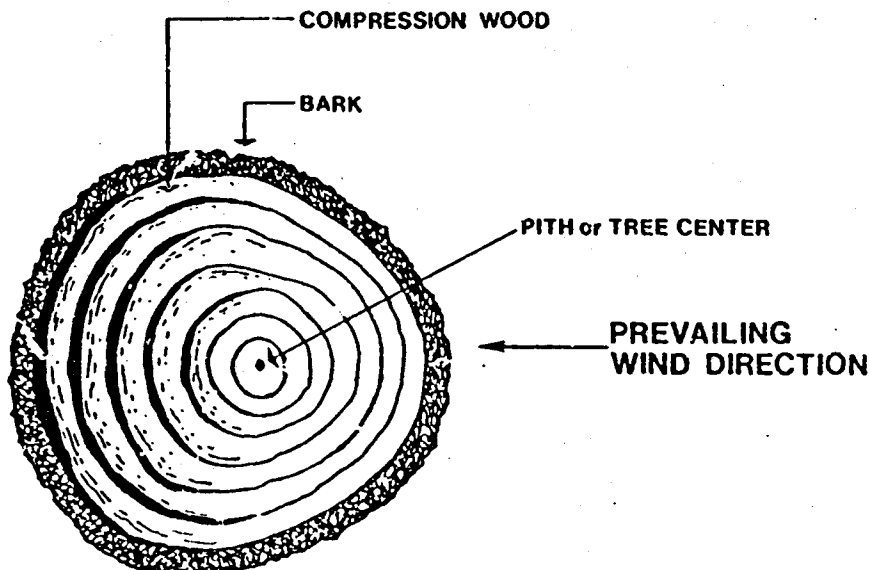 COMPRESSION WOOD
BARK
PITH or TREE CENTER
PREVAILING
WIND DIRECTION